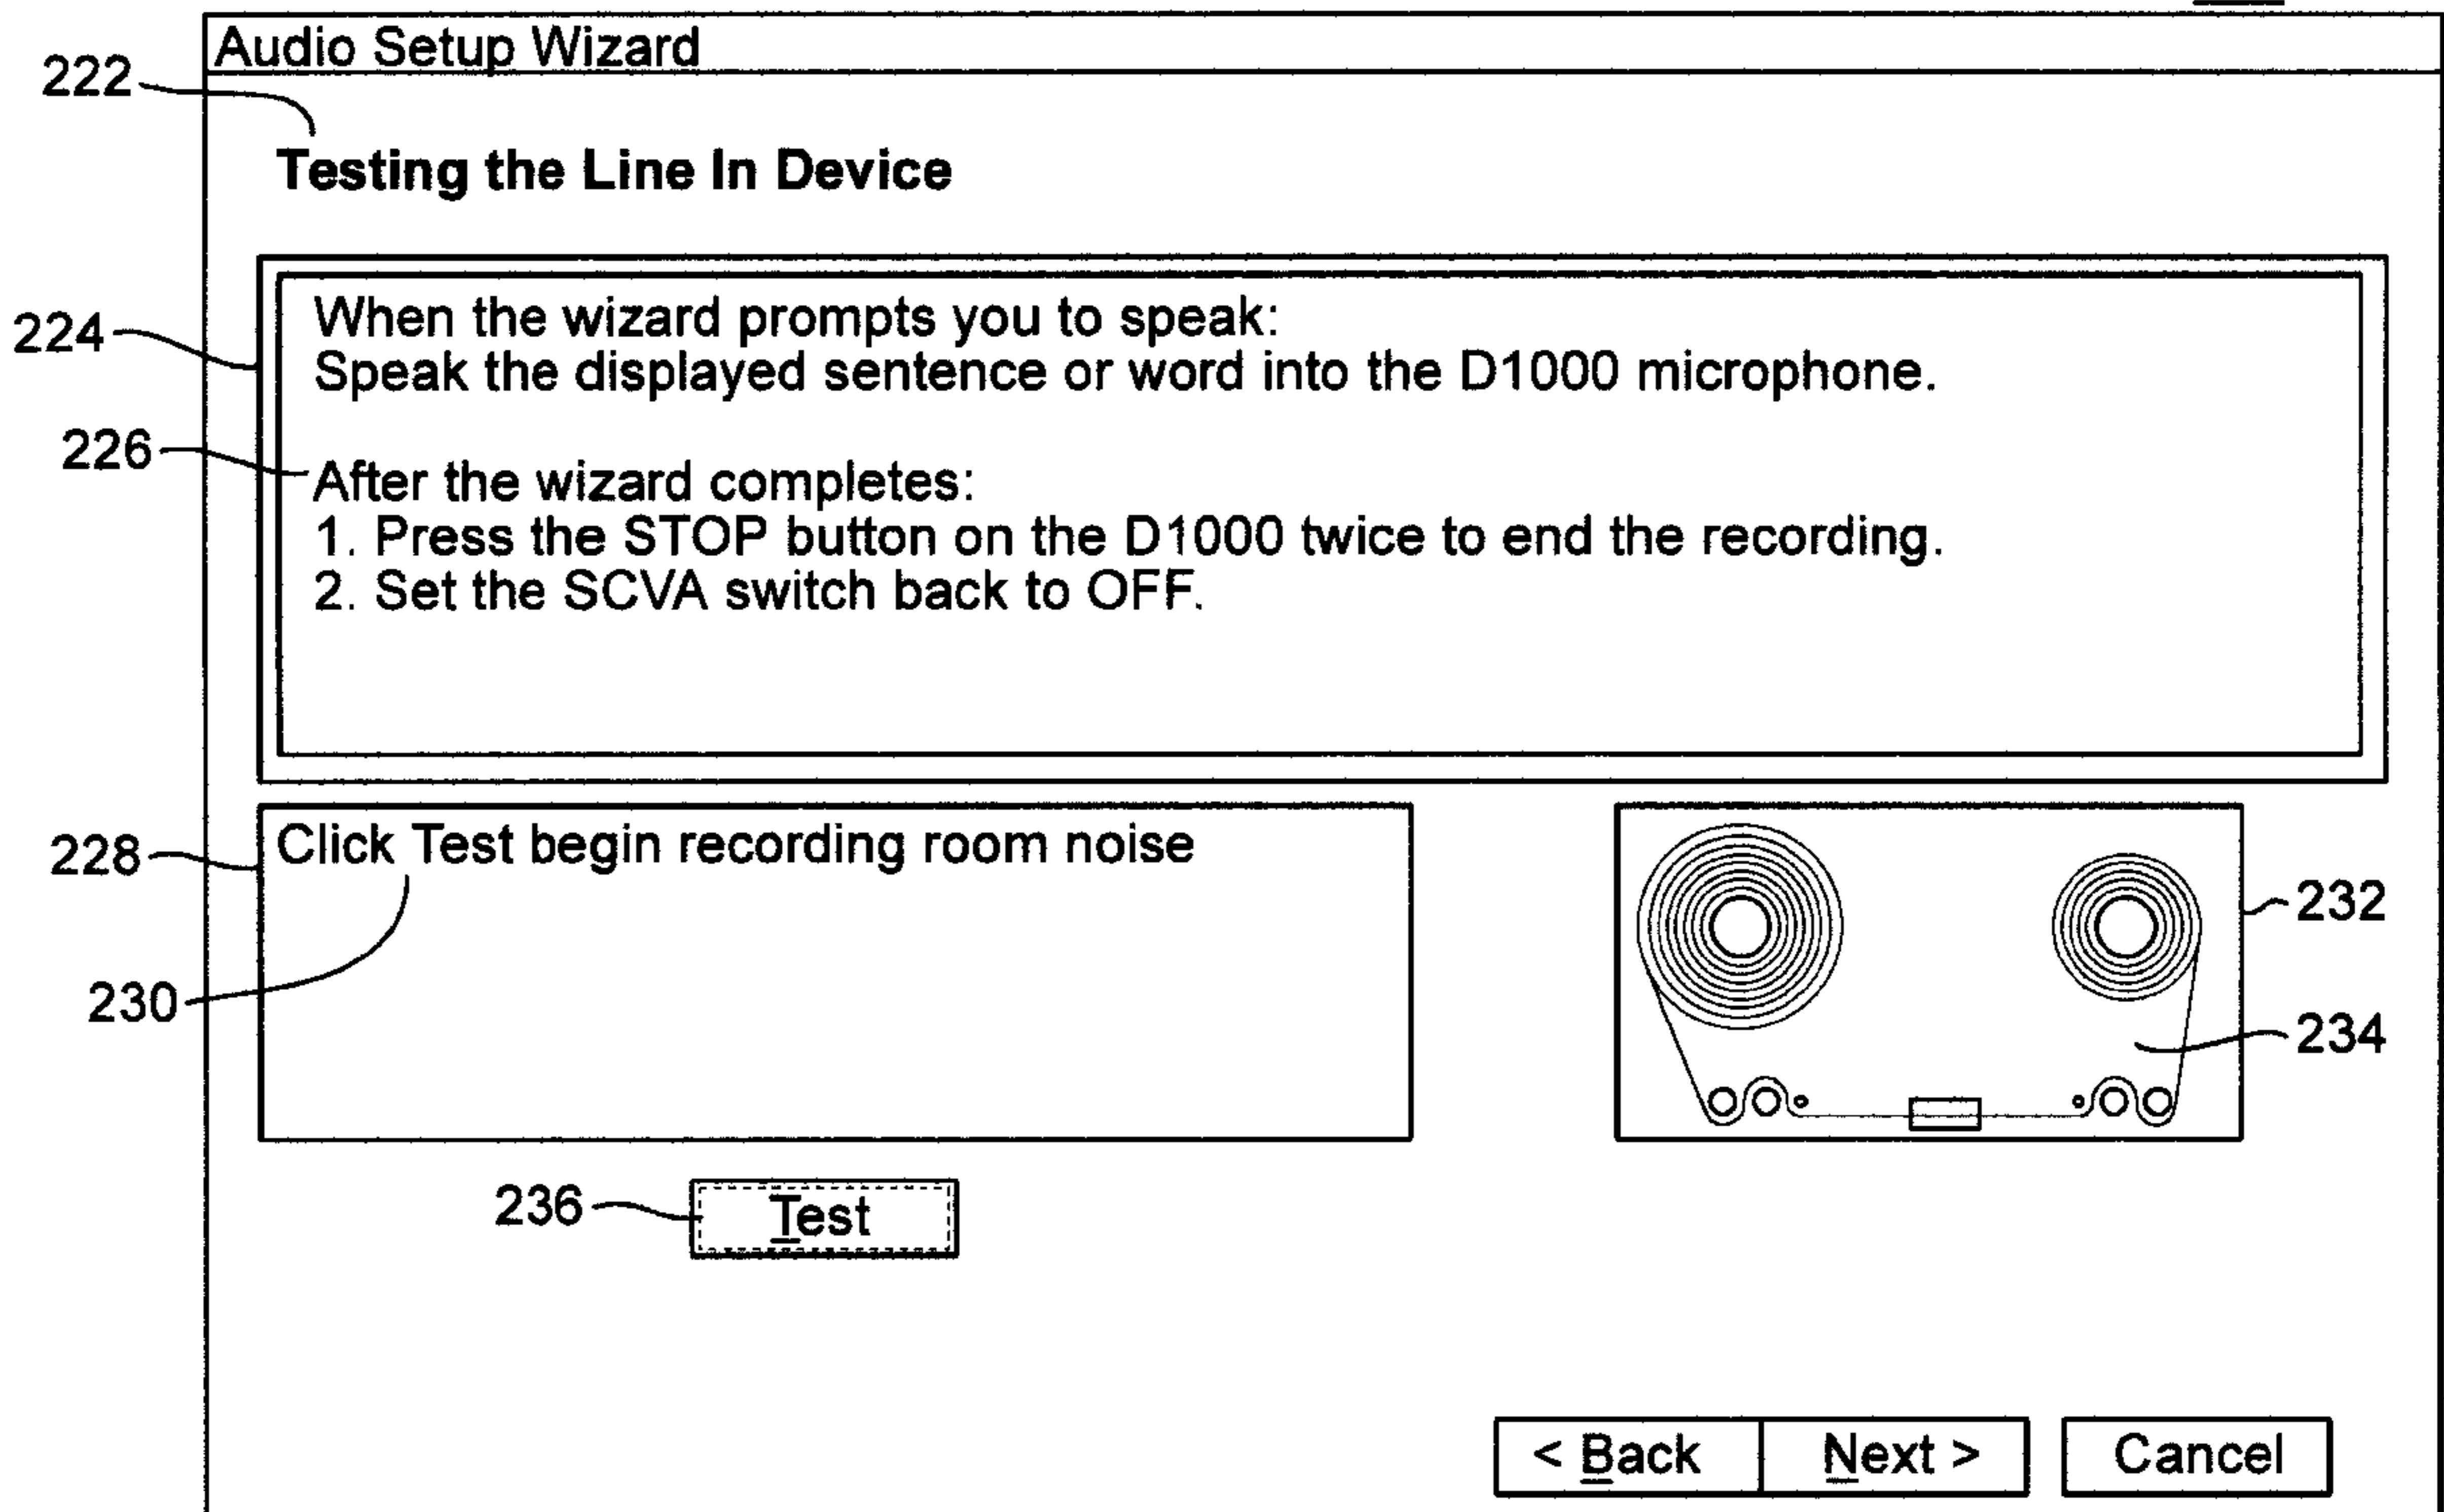 Audio Setup Wizard
222
Testing the Line In Device
224
When the wizard prompts you to speak:
Speak the displayed sentence or word into the D1000 microphone.
226
After the wizard completes:
1. Press the STOP button on the D1000 twice to end the recording.
2. Set the SCVA switch back to OFF.
228
Click Test begin recording room noise
230
232
234
236
Test
< Back
Next >
Cancel